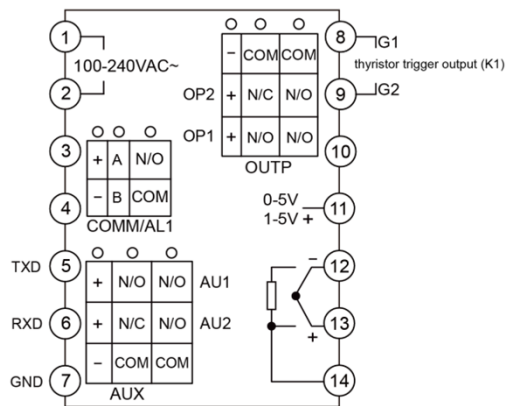 1
100-240VAC~
2
3
+ A N/O
- B COM
COMM/AL1
4
TXD 5
+ N/O N/O AU1
RXD 6
+ N/C N/O AU2
GND 7
- COM COM
AUX
- COM COM
OP2 + N/C N/O
OP1 + N/O N/O
OUTP
8 G1
thyristor trigger output (K1)
9 G2
10
0-5V
1-5V + 11
- 12
+ 13
14